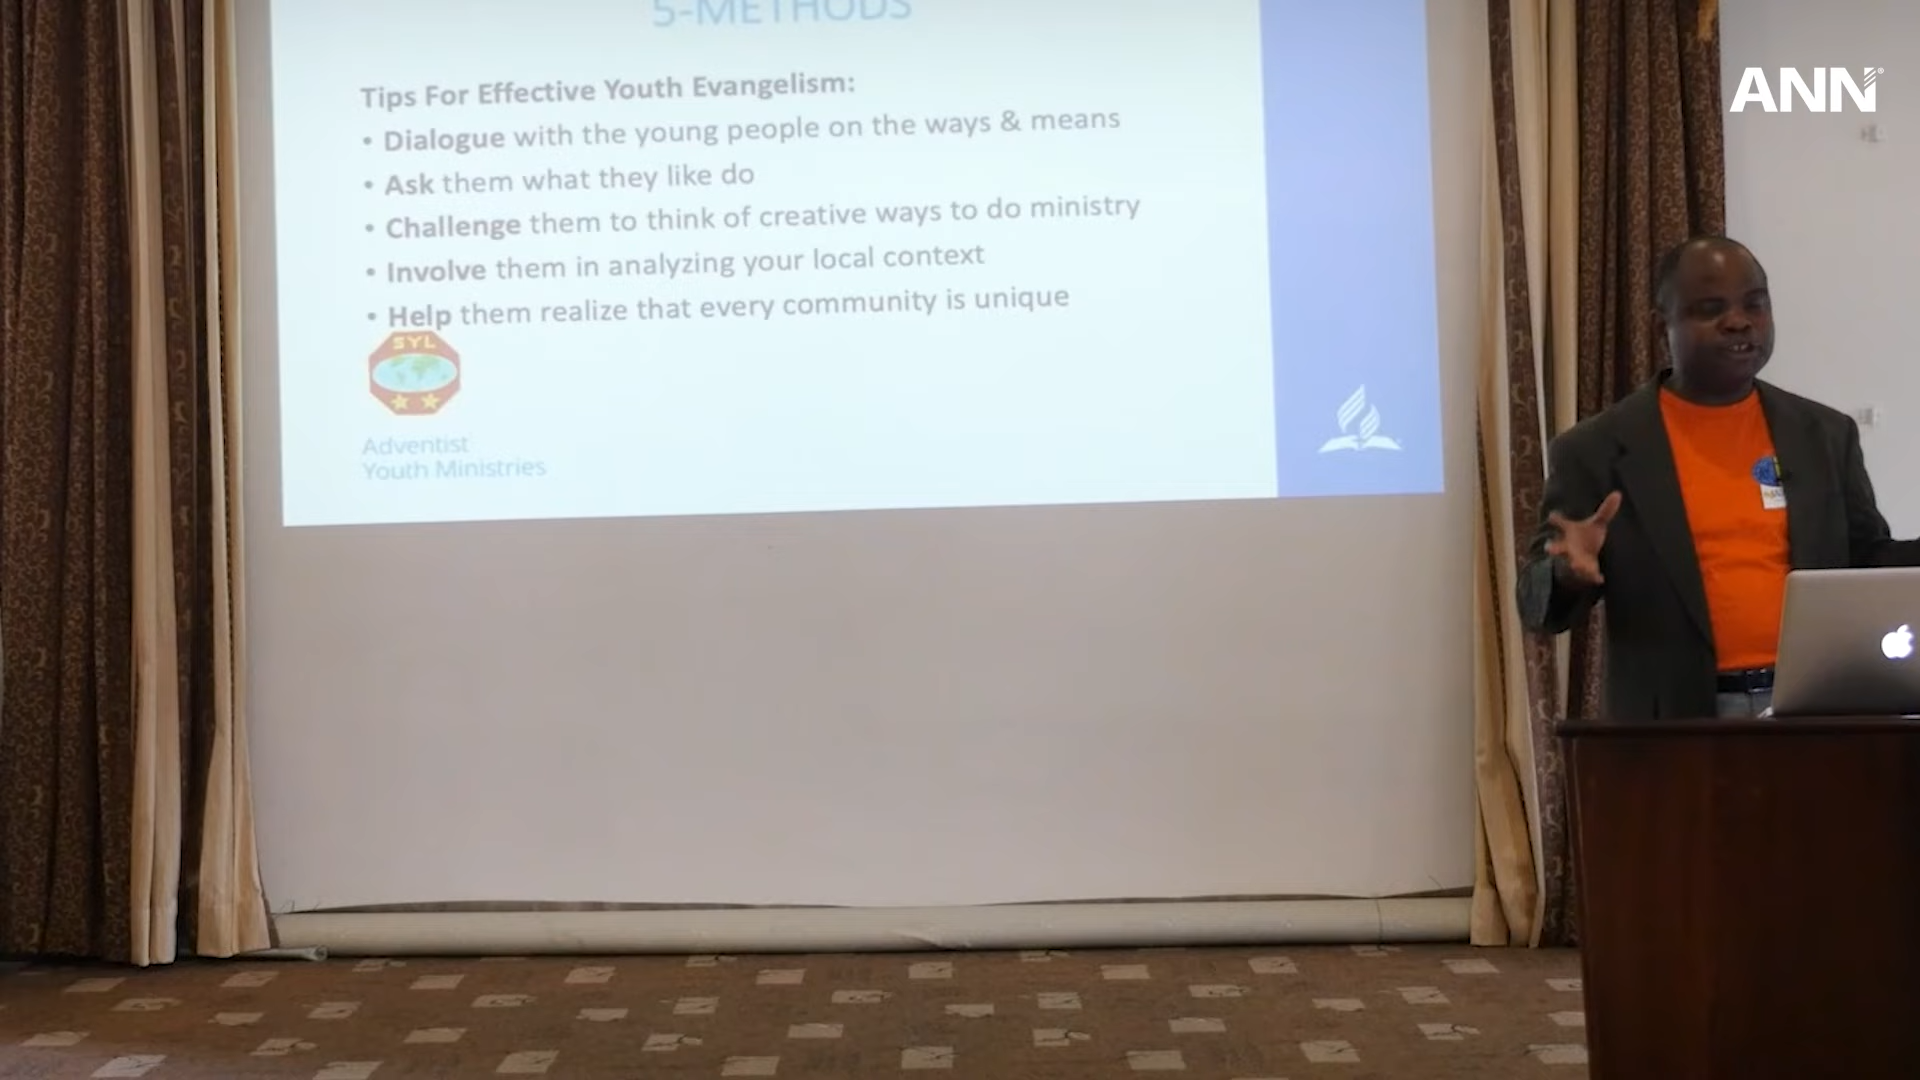 5-METHODS
ANN
Tips For Effective Youth Evangelism:
• Dialogue with the young people on the ways & means
• Ask them what they like do
• Challenge them to think of creative ways to do ministry
• Involve them in analyzing your local context
• Help them realize that every community is unique
SYL
Adventist
Youth Ministries